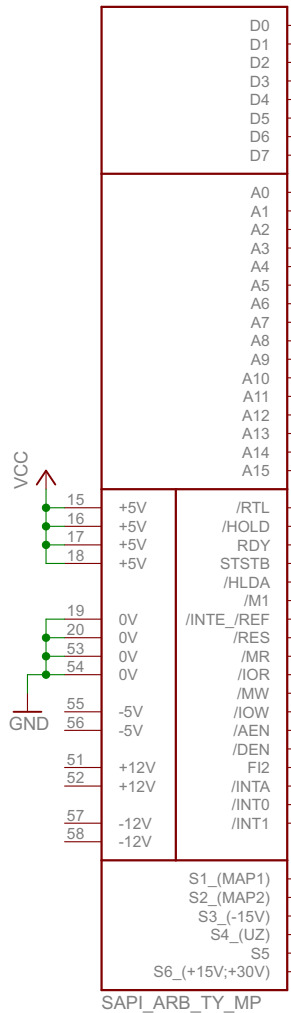 D0
D1
D2
D3
D4
D5
D6
D7
A0
A1
A2
A3
A4
A5
A6
A7
A8
A9
A10
A11
A12
A13
A14
A15
VCC
15 +5V /RTL
16 +5V /HOLD
17 +5V RDY
18 +5V STSTB
/HLDA
/M1
19 0V /INTE_/REF
20 0V /RES
53 0V /MR
54 0V /IOR
/MW
55 -5V /IOW
56 -5V /AEN
GND
/DEN
51 +12V FI2
52 +12V /INTA
/INT0
57 -12V /INT1
58 -12V
S1_(MAP1)
S2_(MAP2)
S3_(-15V)
S4_(UZ)
S5
S6_(+15V;+30V)
SAPI_ARB_TY_MP